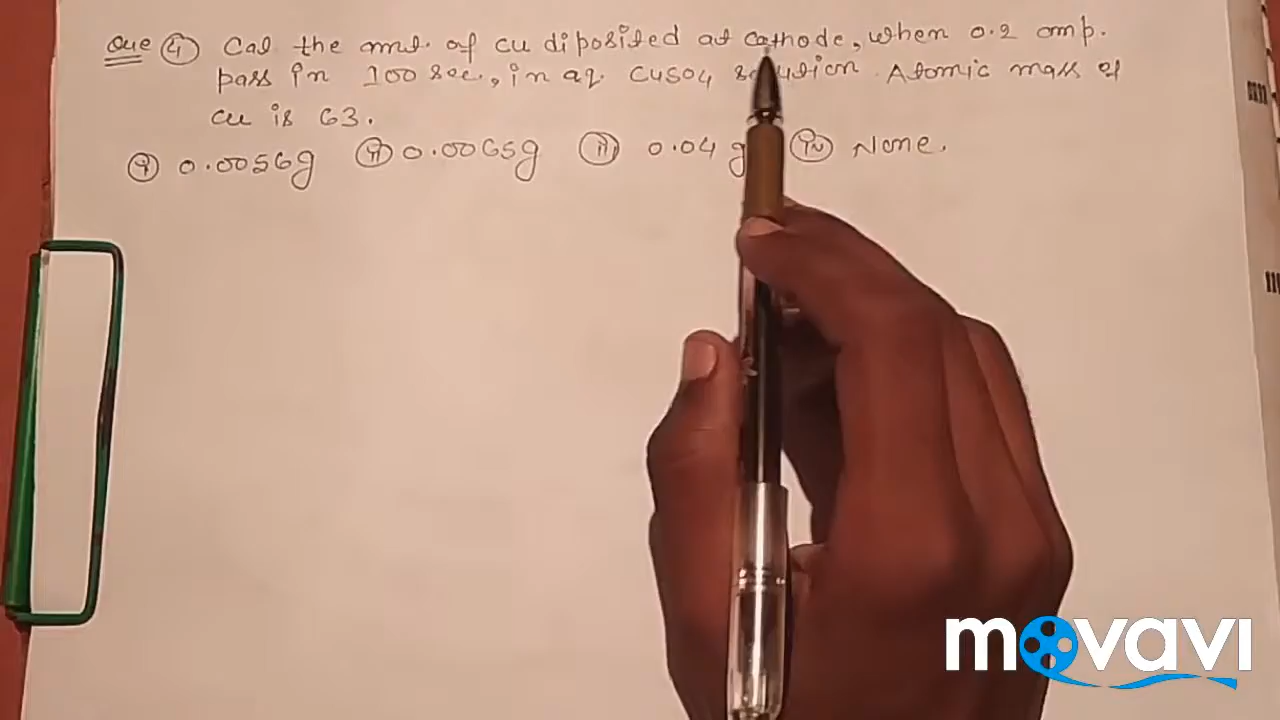 Que ④ Cal the amt. of cu diposited at cathode, when 0.2 amp.
pass in 100 sec., in aq. CuSO4 solution. Atomic mass of
cu is 63.
(i) 0.0056g (ii) 0.0065g (iii) 0.04 g (iv) None.
movavi